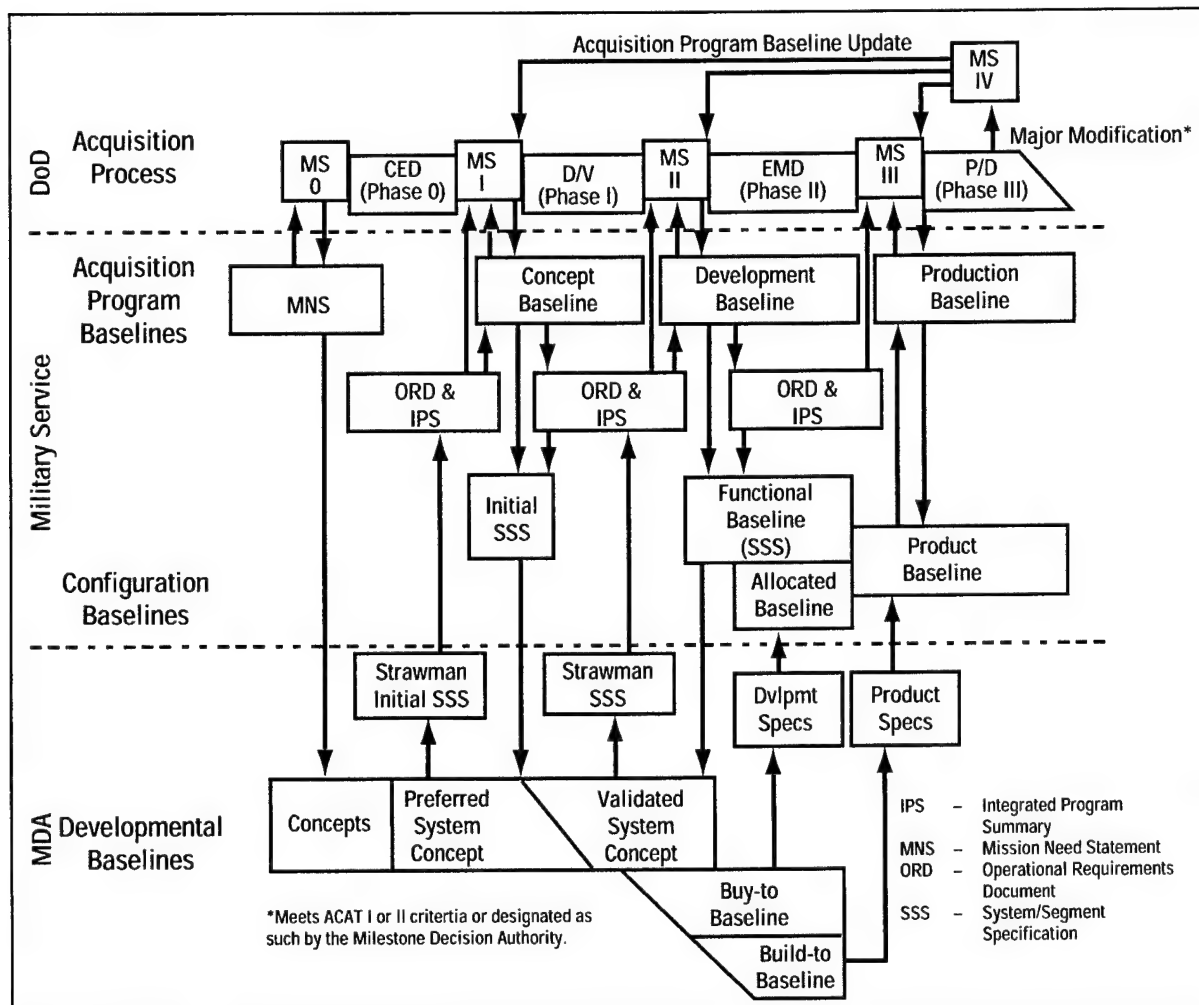 Acquisition Program Baseline Update
MS
IV
DoD
Acquisition
Process
Major Modification*
MS
0
CED
(Phase 0)
MS
I
D/V
(Phase I)
MS
II
EMD
(Phase II)
MS
III
P/D
(Phase III)
Military Service
Acquisition
Program
Baselines
MNS
Concept
Baseline
Development
Baseline
Production
Baseline
ORD &
IPS
ORD &
IPS
ORD &
IPS
Initial
SSS
Functional
Baseline
(SSS)
Product
Baseline
Allocated
Baseline
Configuration
Baselines
Strawman
Initial SSS
Strawman
SSS
Dvlpmt
Specs
Product
Specs
MDA
Developmental
Baselines
Concepts
Preferred
System
Concept
Validated
System
Concept
Buy-to
Baseline
Build-to
Baseline
IPS – Integrated Program
Summary
MNS – Mission Need Statement
ORD – Operational Requirements
Document
SSS – System/Segment
Specification
*Meets ACAT I or II critertia or designated as
such by the Milestone Decision Authority.